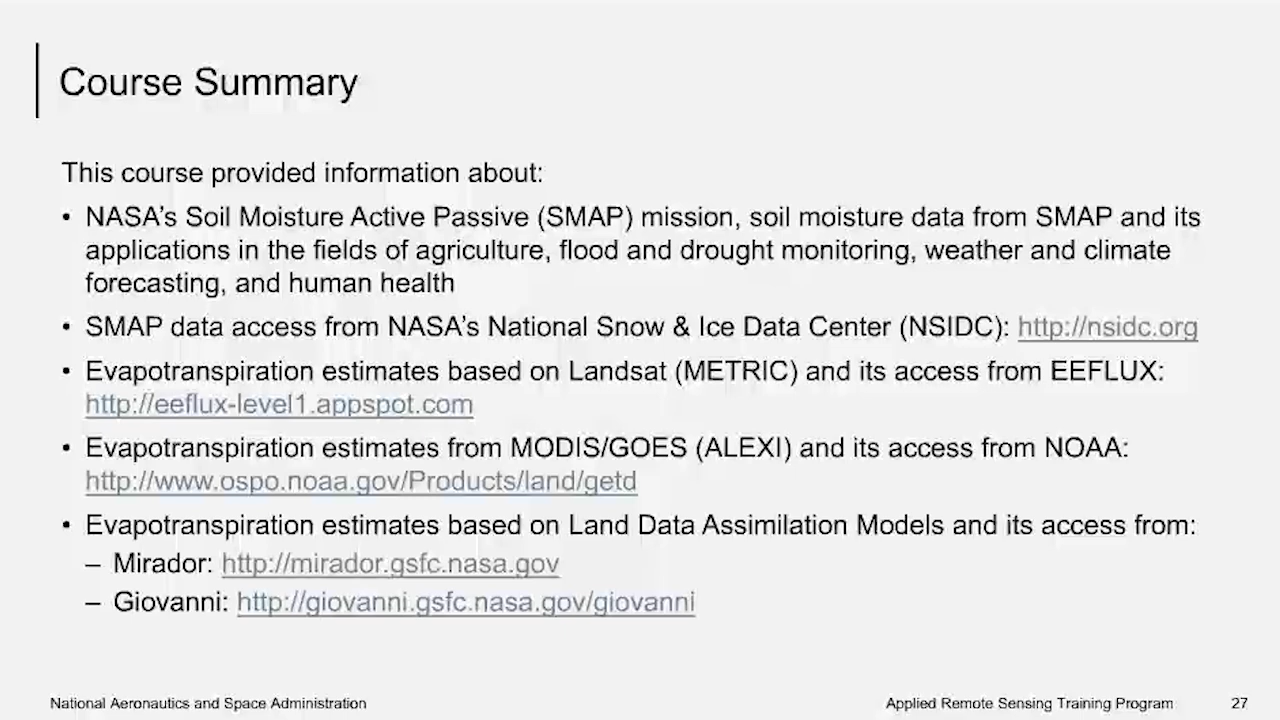 Course Summary
This course provided information about:
• NASA's Soil Moisture Active Passive (SMAP) mission, soil moisture data from SMAP and its
applications in the fields of agriculture, flood and drought monitoring, weather and climate
forecasting, and human health
• SMAP data access from NASA's National Snow & Ice Data Center (NSIDC): http://nsidc.org
• Evapotranspiration estimates based on Landsat (METRIC) and its access from EEFLUX:
http://eeflux-level1.appspot.com
• Evapotranspiration estimates from MODIS/GOES (ALEXI) and its access from NOAA:
http://www.ospo.noaa.gov/Products/land/getd
• Evapotranspiration estimates based on Land Data Assimilation Models and its access from:
– Mirador: http://mirador.gsfc.nasa.gov
– Giovanni: http://giovanni.gsfc.nasa.gov/giovanni
National Aeronautics and Space Administration
Applied Remote Sensing Training Program
27